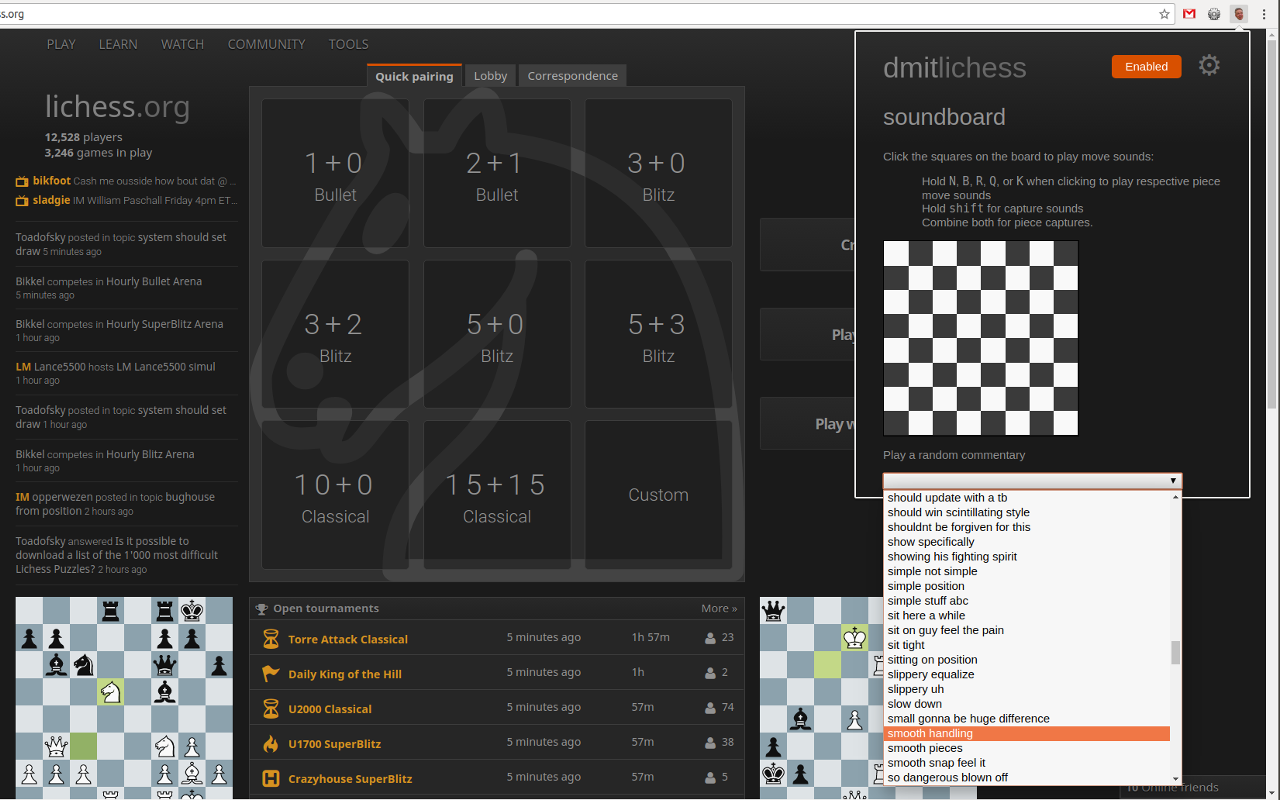 ss.org
PLAY LEARN WATCH COMMUNITY TOOLS
lichess.org
12,528 players
3,246 games in play
bikfoot Cash me ousside how bout dat @ ...
sladgie IM William Paschall Friday 4pm ET...
Toadofsky posted in topic system should set
draw 5 minutes ago
Bikkel competes in Hourly Bullet Arena
5 minutes ago
Bikkel competes in Hourly SuperBlitz Arena
1 hour ago
LM Lance5500 hosts LM Lance5500 simul
1 hour ago
Toadofsky posted in topic system should set
draw 1 hour ago
Bikkel competes in Hourly Blitz Arena
1 hour ago
IM opperwezen posted in topic bughouse
from position 2 hours ago
Toadofsky answered Is it possible to
download a list of the 1'000 most difficult
Lichess Puzzles? 2 hours ago
Quick pairing Lobby Correspondence
1+0
Bullet
2+1
Bullet
3+0
Blitz
3+2
Blitz
5+0
Blitz
5+3
Blitz
10+0
Classical
15+15
Classical
Custom
Open tournaments More »
Torre Attack Classical 5 minutes ago 1h 57m 23
Daily King of the Hill 5 minutes ago 1h 2
U2000 Classical 5 minutes ago 57m 74
U1700 SuperBlitz 5 minutes ago 57m 38
Crazyhouse SuperBlitz 5 minutes ago 57m 5
Cr
Play
Play w
dmitlichess
Enabled
soundboard
Click the squares on the board to play move sounds:
Hold N, B, R, Q, or K when clicking to play respective piece
move sounds
Hold shift for capture sounds
Combine both for piece captures.
Play a random commentary
should update with a tb
should win scintillating style
shouldnt be forgiven for this
show specifically
showing his fighting spirit
simple not simple
simple position
simple stuff abc
sit here a while
sit on guy feel the pain
sit tight
sitting on position
slippery equalize
slippery uh
slow down
small gonna be huge difference
smooth handling
smooth pieces
smooth snap feel it
so dangerous blown off
10 Online friends